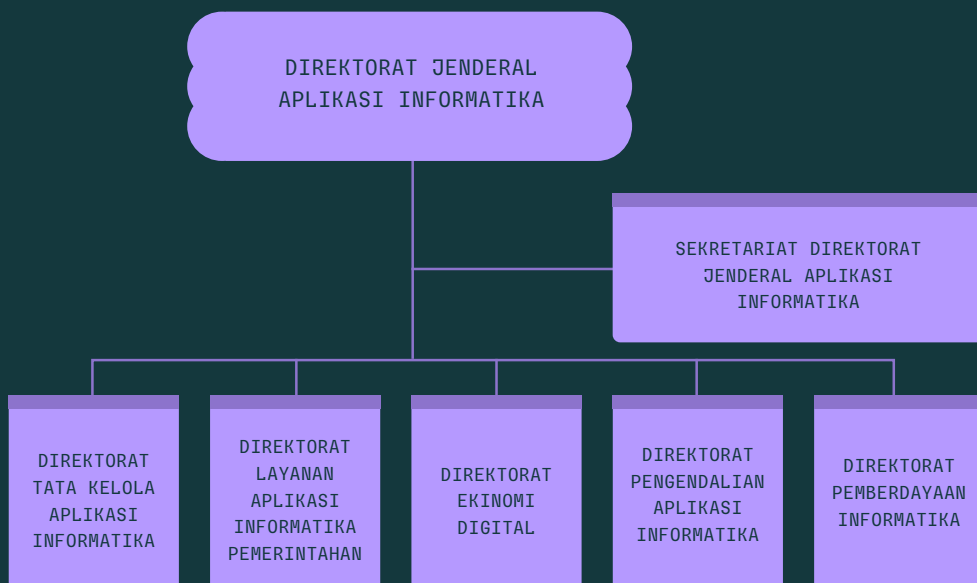 DIREKTORAT JENDERAL
APLIKASI INFORMATIKA
SEKRETARIAT DIREKTORAT
JENDERAL APLIKASI
INFORMATIKA
DIREKTORAT
TATA KELOLA
APLIKASI
INFORMATIKA
DIREKTORAT
LAYANAN
APLIKASI
INFORMATIKA
PEMERINTAHAN
DIREKTORAT
EKINOMI
DIGITAL
DIREKTORAT
PENGENDALIAN
APLIKASI
INFORMATIKA
DIREKTORAT
PEMBERDAYAAN
INFORMATIKA